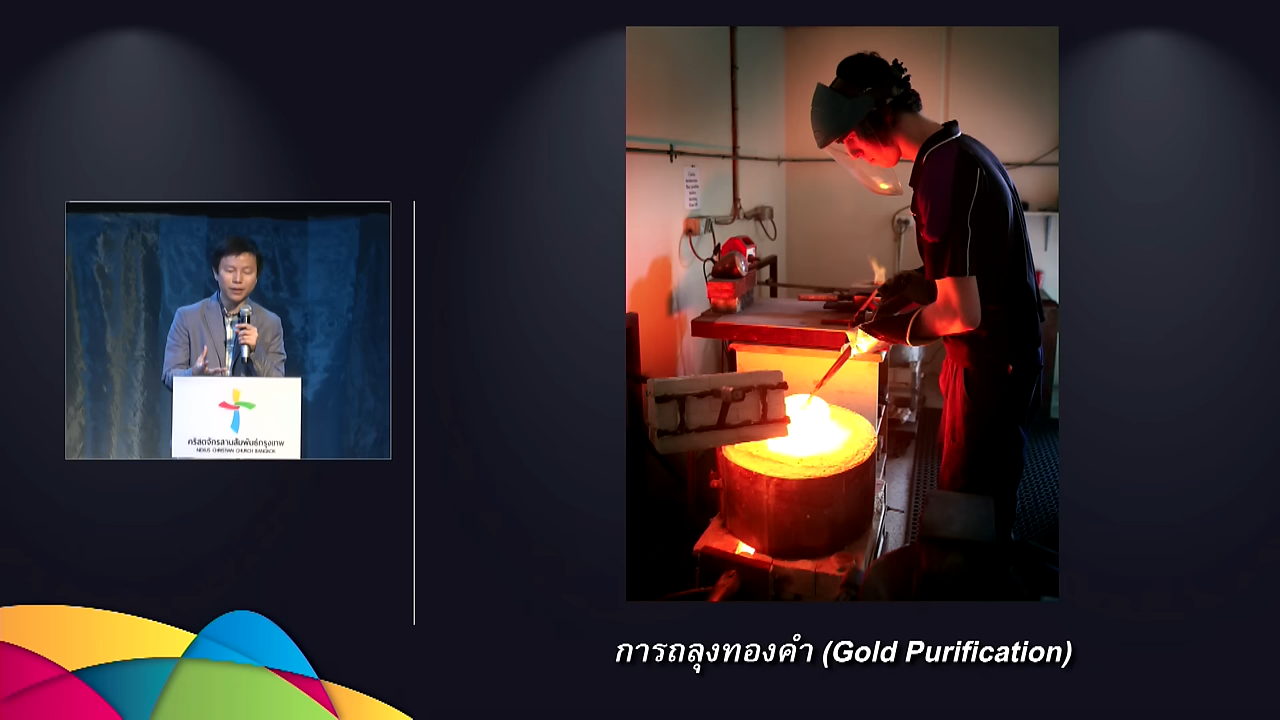 คริสตจักรสานสัมพันธ์กรุงเทพ
NEXUS CHRISTIAN CHURCH BANGKOK
การถลุงทองคำ (Gold Purification)